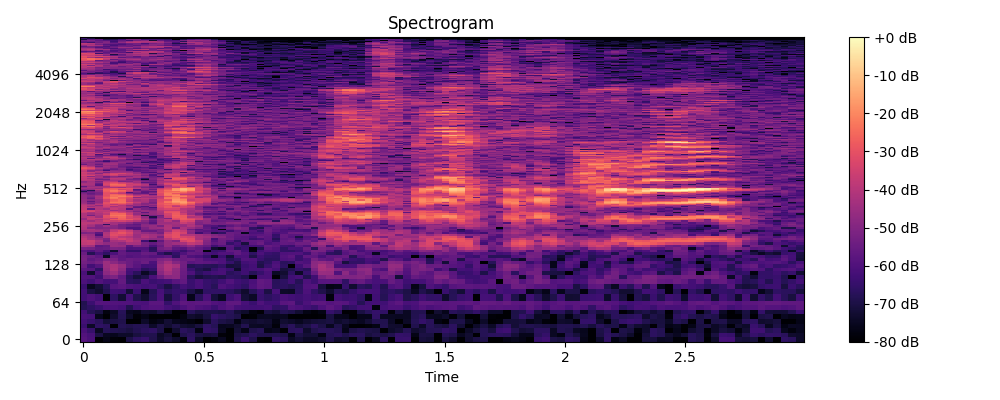 Spectrogram
Hz
4096
2048
1024
512
256
128
64
0
0
0.5
1
1.5
2
2.5
Time
+0 dB
-10 dB
-20 dB
-30 dB
-40 dB
-50 dB
-60 dB
-70 dB
-80 dB